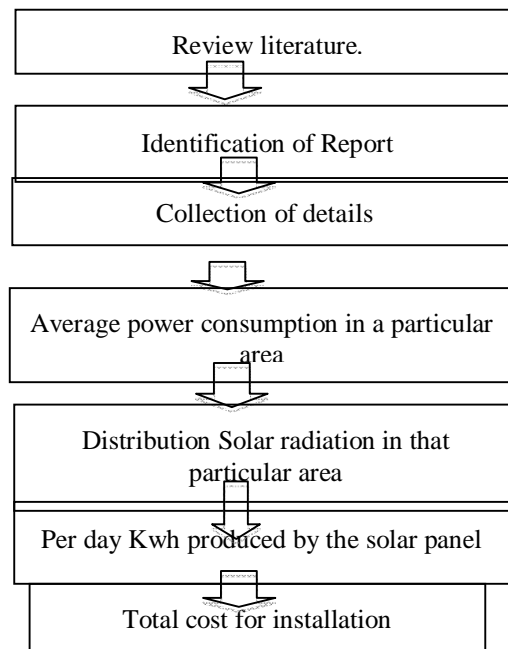 Review literature.
Identification of Report
Collection of details
Average power consumption in a particular
area
Distribution Solar radiation in that
particular area
Per day Kwh produced by the solar panel
Total cost for installation